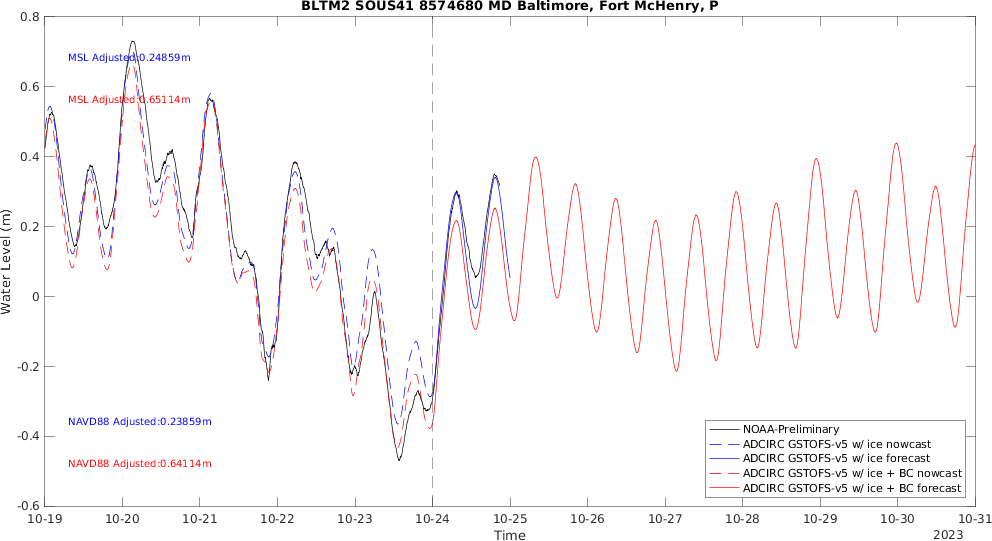 BLTM2 SOUS41 8574680 MD Baltimore, Fort McHenry, P
0.8
0.6
0.4
0.2
0
-0.2
-0.4
-0.6
Water Level (m)
MSL Adjusted:0.24859m
MSL Adjusted:0.65114m
NAVD88 Adjusted:0.23859m
NAVD88 Adjusted:0.64114m
NOAA-Preliminary
ADCIRC GSTOFS-v5 w/ ice nowcast
ADCIRC GSTOFS-v5 w/ ice forecast
ADCIRC GSTOFS-v5 w/ ice + BC nowcast
ADCIRC GSTOFS-v5 w/ ice + BC forecast
10-19 10-20 10-21 10-22 10-23 10-24 10-25 10-26 10-27 10-28 10-29 10-30 10-31
Time
2023